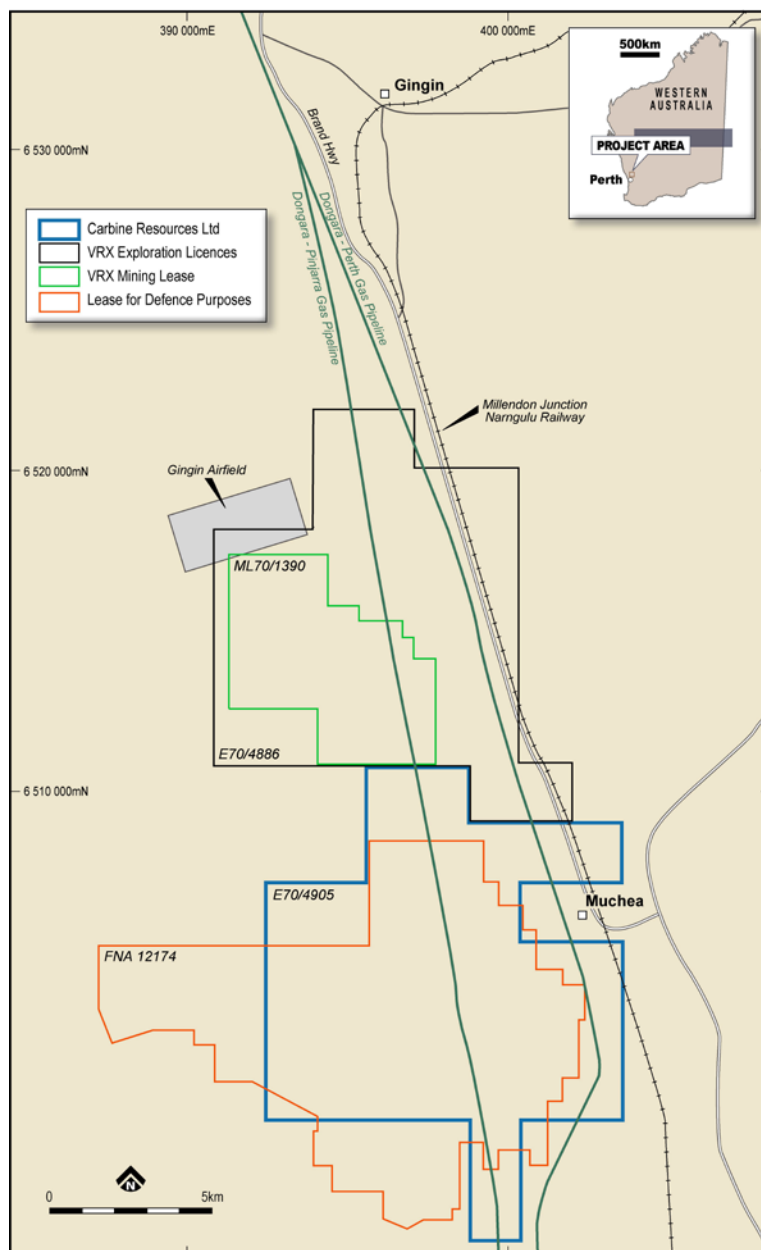 390 000mE
400 000mE
500km
WESTERN
AUSTRALIA
PROJECT AREA
Perth
Gingin
Brand Hwy
6 530 000mN
Carbine Resources Ltd
VRX Exploration Licences
VRX Mining Lease
Lease for Defence Purposes
Dongara - Pinjarra Gas Pipeline
Dongara - Perth Gas Pipeline
Millendon Junction
Narngulu Railway
6 520 000mN
Gingin Airfield
ML70/1390
E70/4886
6 510 000mN
E70/4905
Muchea
FNA 12174
N
0
5km